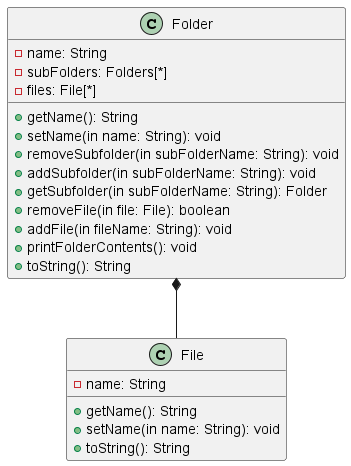 C Folder
name: String
subFolders: Folders[*]
files: File[*]
getName(): String
setName(in name: String): void
removeSubfolder(in subFolderName: String): void
addSubfolder(in subFolderName: String): void
getSubfolder(in subFolderName: String): Folder
removeFile(in file: File): boolean
addFile(in fileName: String): void
printFolderContents(): void
toString(): String
C File
name: String
getName(): String
setName(in name: String): void
toString(): String